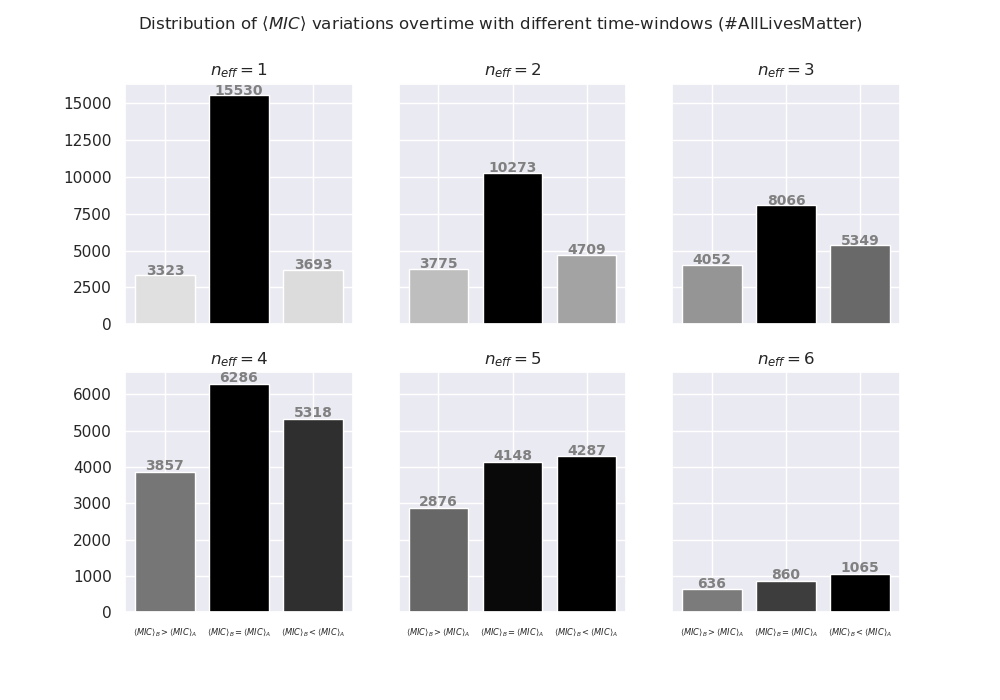 Distribution of ⟨MIC⟩ variations overtime with different time-windows (#AllLivesMatter)
n_eff = 1
n_eff = 2
n_eff = 3
15000
12500
10000
7500
5000
2500
0
3323
15530
3693
3775
10273
4709
4052
8066
5349
n_eff = 4
n_eff = 5
n_eff = 6
6000
5000
4000
3000
2000
1000
0
3857
6286
5318
2876
4148
4287
636
860
1065
⟨MIC⟩_B > ⟨MIC⟩_A
⟨MIC⟩_B = ⟨MIC⟩_A
⟨MIC⟩_B < ⟨MIC⟩_A
⟨MIC⟩_B > ⟨MIC⟩_A
⟨MIC⟩_B = ⟨MIC⟩_A
⟨MIC⟩_B < ⟨MIC⟩_A
⟨MIC⟩_B > ⟨MIC⟩_A
⟨MIC⟩_B = ⟨MIC⟩_A
⟨MIC⟩_B < ⟨MIC⟩_A